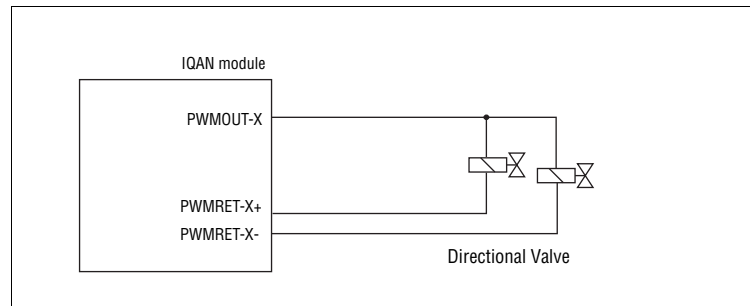 IQAN module
PWMOUT-X
PWMRET-X+
PWMRET-X-
Directional Valve